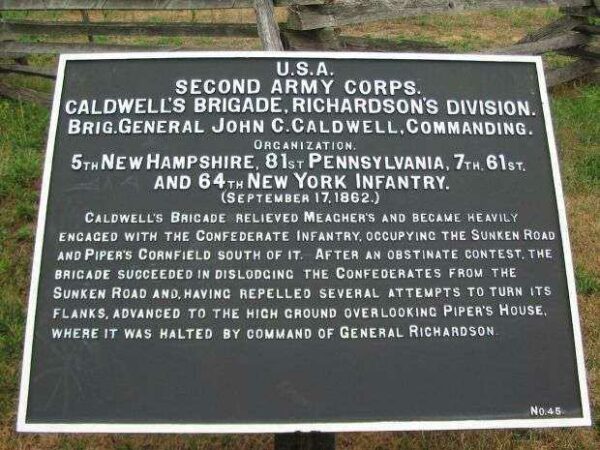 U.S.A.
SECOND ARMY CORPS.
CALDWELL'S BRIGADE, RICHARDSON'S DIVISION.
BRIG. GENERAL JOHN C. CALDWELL, COMMANDING.
ORGANIZATION.
5TH NEW HAMPSHIRE, 81ST PENNSYLVANIA, 7TH, 61ST,
AND 64TH NEW YORK INFANTRY.
(SEPTEMBER 17, 1862.)
CALDWELL'S BRIGADE RELIEVED MEAGHER'S AND BECAME HEAVILY
ENGAGED WITH THE CONFEDERATE INFANTRY, OCCUPYING THE SUNKEN ROAD
AND PIPER'S CORNFIELD SOUTH OF IT. AFTER AN OBSTINATE CONTEST, THE
BRIGADE SUCCEEDED IN DISLODGING THE CONFEDERATES FROM THE
SUNKEN ROAD AND, HAVING REPELLED SEVERAL ATTEMPTS TO TURN ITS
FLANKS, ADVANCED TO THE HIGH GROUND OVERLOOKING PIPER'S HOUSE,
WHERE IT WAS HALTED BY COMMAND OF GENERAL RICHARDSON.
NO. 45.